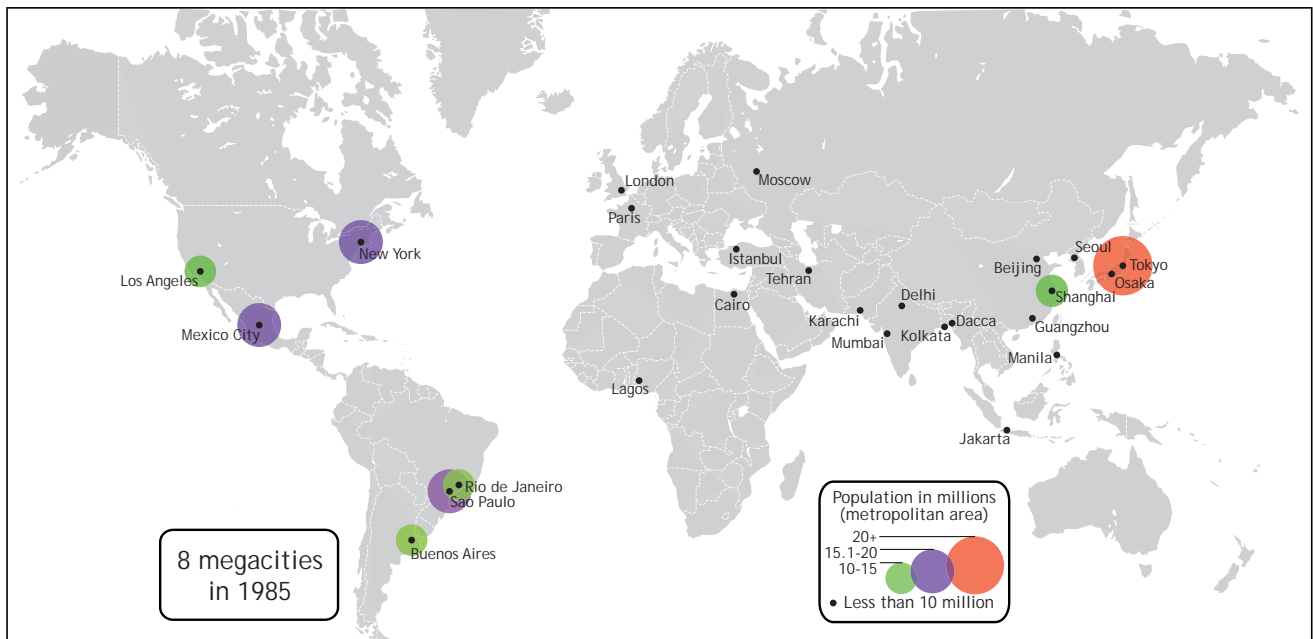 London
Moscow
Paris
New York
Istanbul
Seoul
Tokyo
Beijing
Los Angeles
Tehran
Osaka
Shanghai
Cairo
Delhi
Karachi
Dacca
Guangzhou
Mexico City
Mumbai
Kolkata
Manila
Lagos
Jakarta
Rio de Janeiro
Sao Paulo
Buenos Aires
8 megacities
in 1985
Population in millions
(metropolitan area)
20+
15.1-20
10-15
Less than 10 million